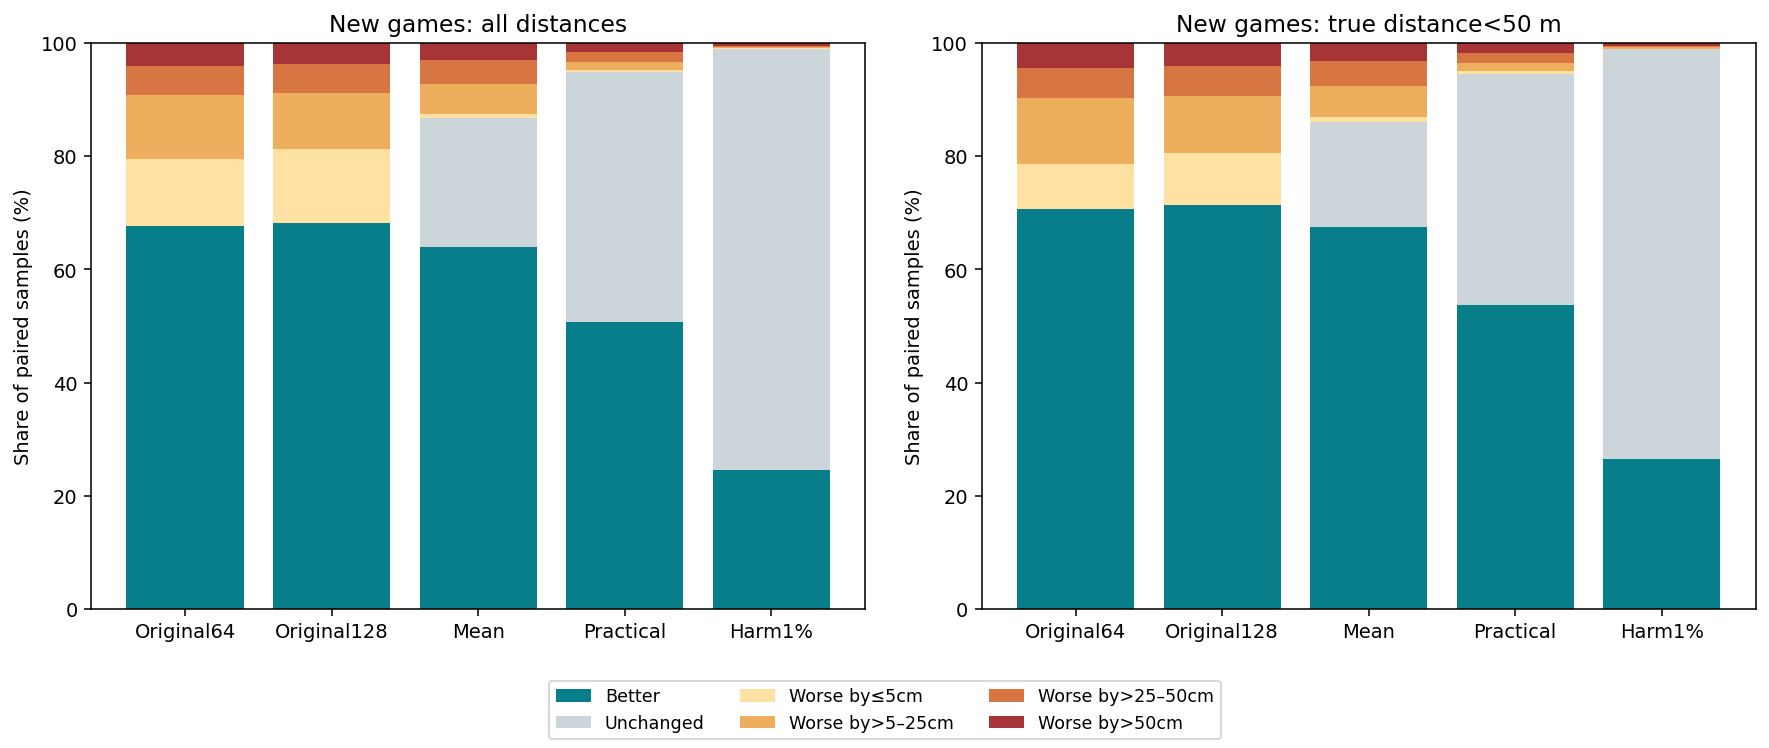 New games: all distances
100
80
60
40
20
0
Share of paired samples (%)
Original64 Original128 Mean Practical Harm1%
New games: true distance<50 m
100
80
60
40
20
0
Share of paired samples (%)
Original64 Original128 Mean Practical Harm1%
Better Worse by≤5cm Worse by>25–50cm
Unchanged Worse by>5–25cm Worse by>50cm